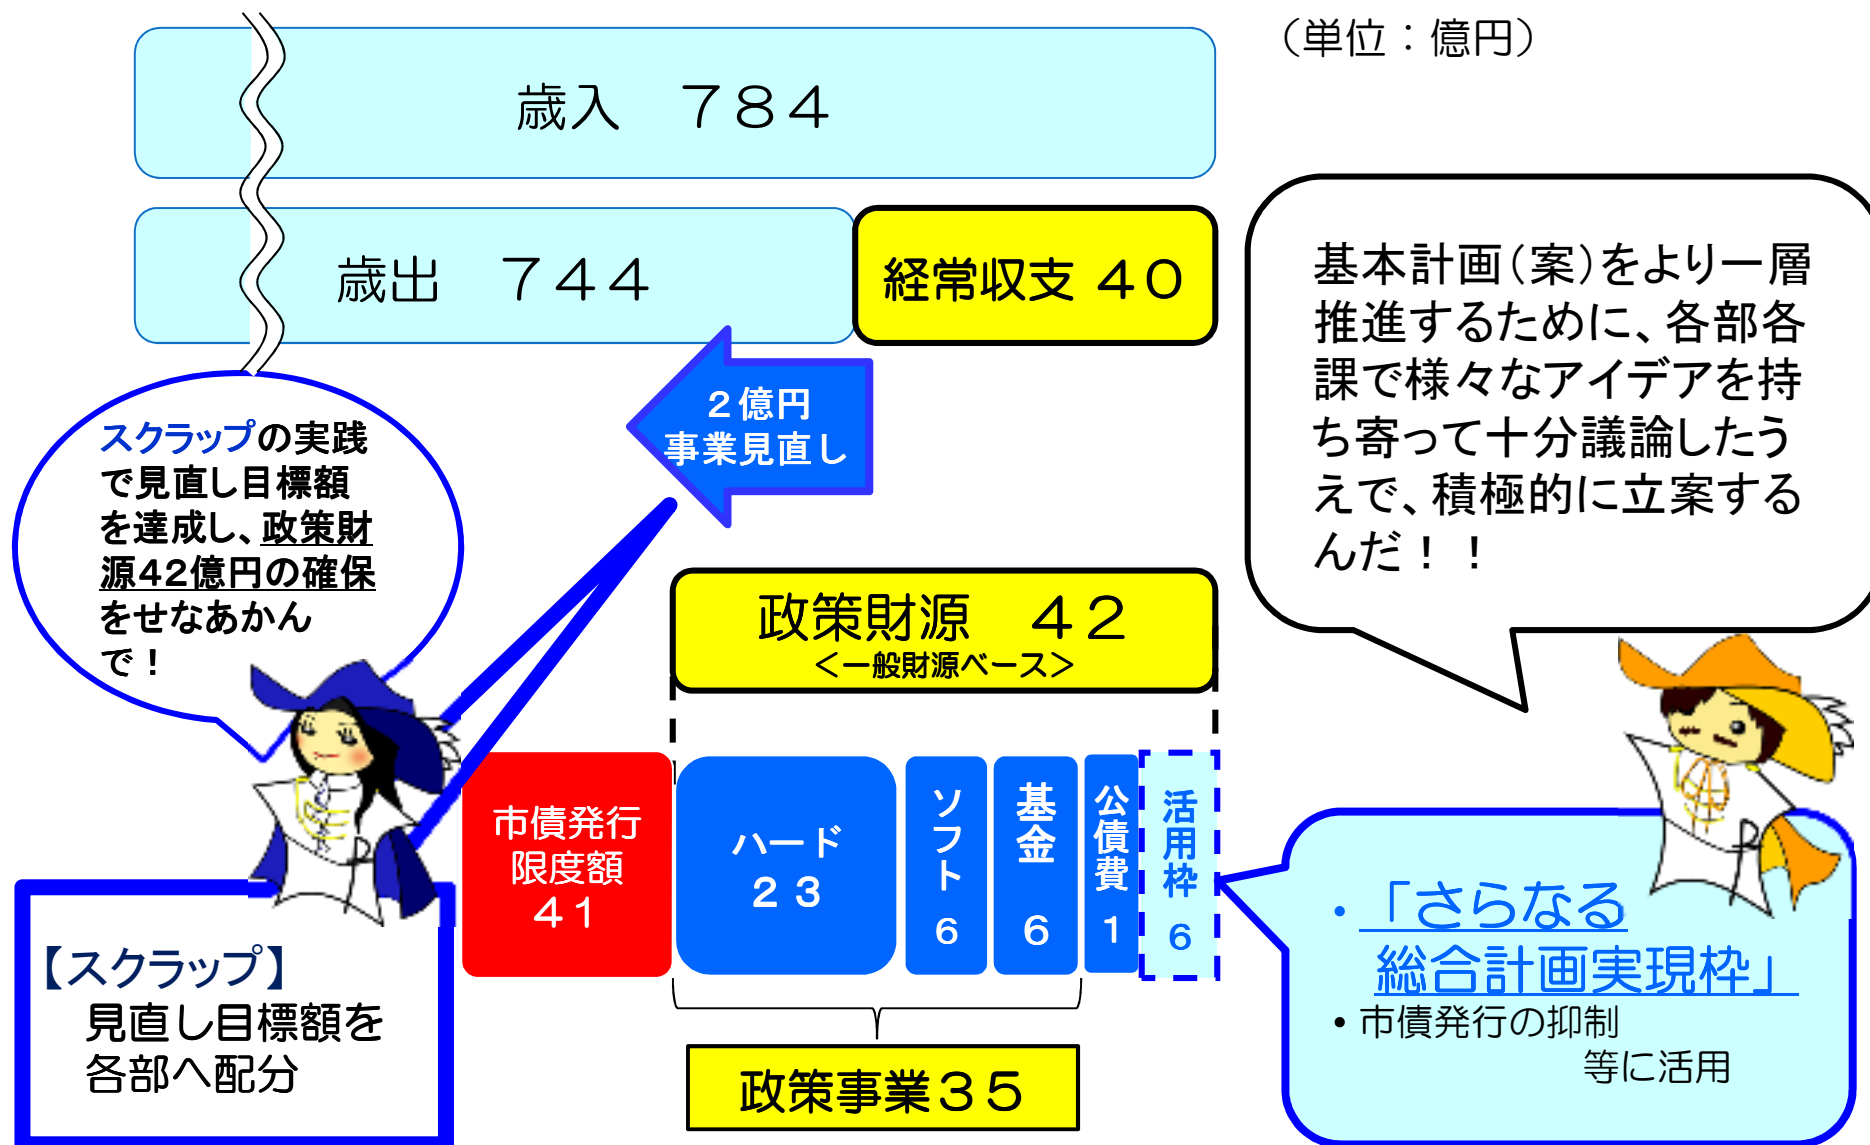 （単位：億円）
歳入　７８４
歳出　７４４
経常収支 ４０
２億円
事業見直し
スクラップの実践
で見直し目標額
を達成し、政策財
源42億円の確保
をせなあかん
で！
基本計画（案）をより一層
推進するために、各部各
課で様々なアイデアを持
ち寄って十分議論したう
えで、積極的に立案する
んだ！！
政策財源　４２
＜一般財源ベース＞
市債発行
限度額
４１
ハード
２３
ソフト
６
基金
６
公債費
１
活用枠
６
政策事業３５
【スクラップ】
見直し目標額を
各部へ配分
・「さらなる
総合計画実現枠」
・市債発行の抑制
等に活用